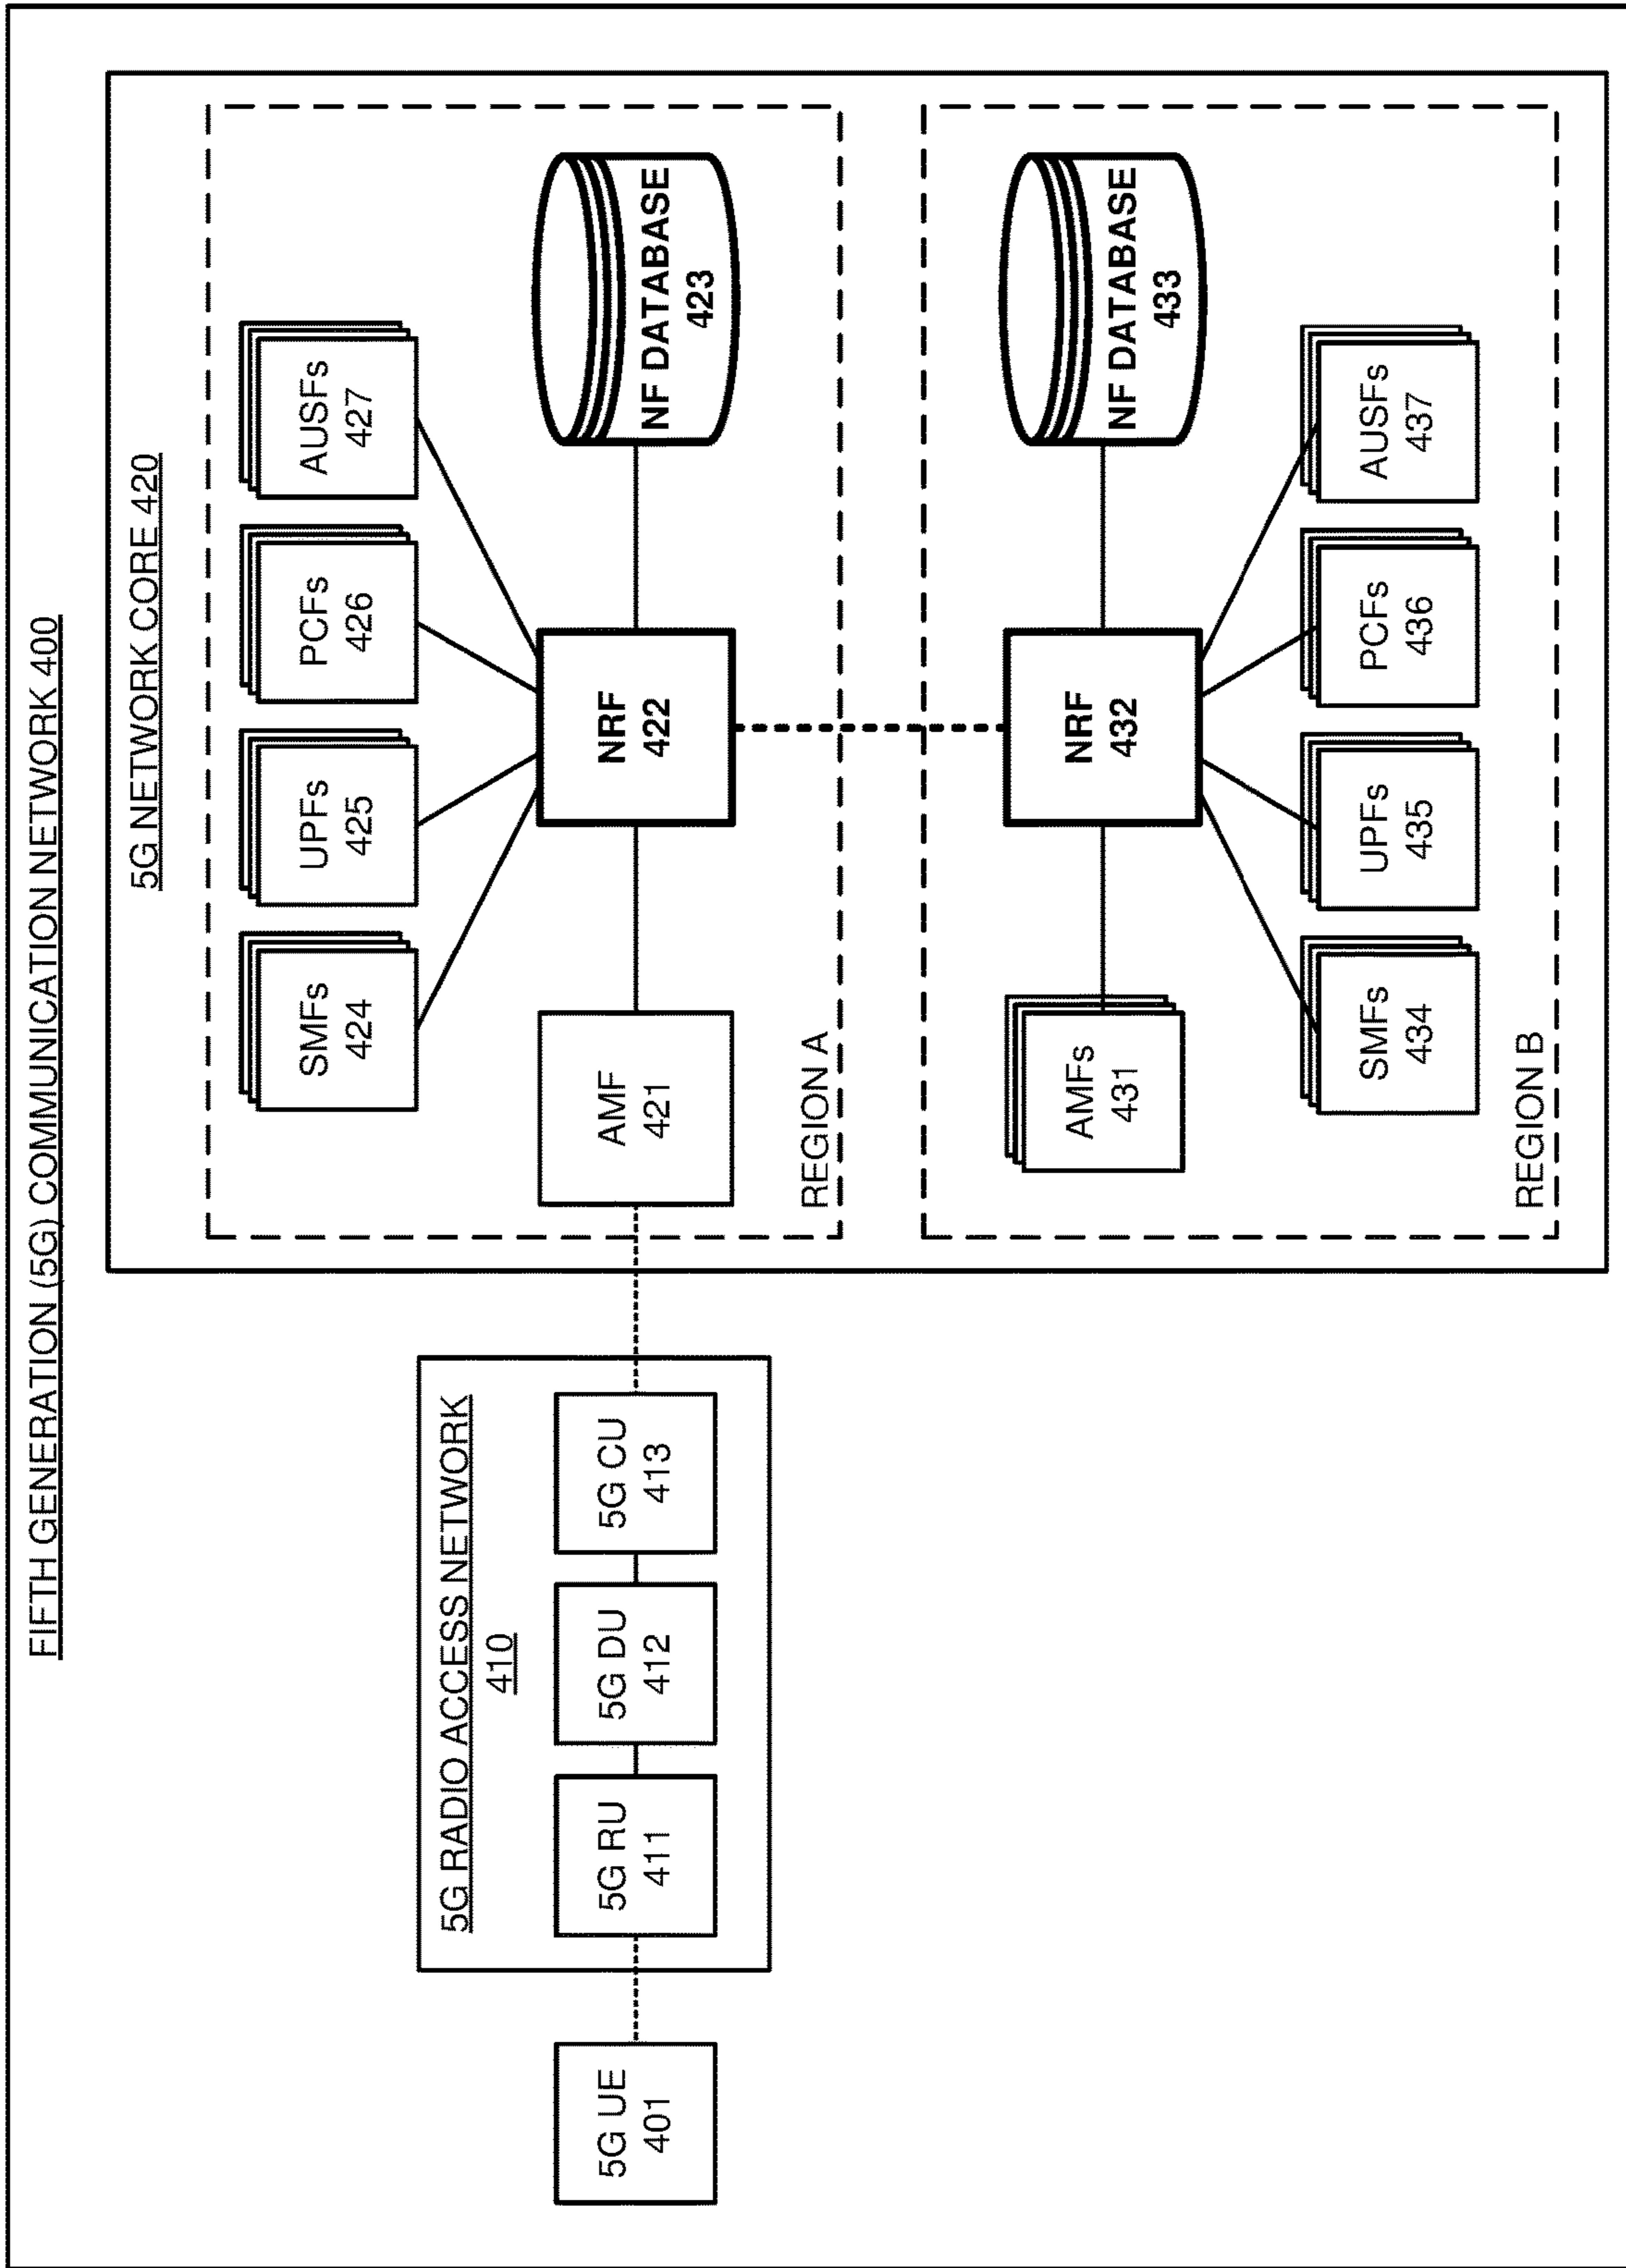 FIFTH GENERATION (5G) COMMUNICATION NETWORK 400
5G NETWORK CORE 420
SMFs
424
UPFs
425
PCFs
426
AUSFs
427
5G RADIO ACCESS NETWORK
410
5G UE
401
5G RU
411
5G DU
412
5G CU
413
AMF
421
NRF
422
NF DATABASE
423
REGION A
AMFs
431
NRF
432
NF DATABASE
433
SMFs
434
UPFs
435
PCFs
436
AUSFs
437
REGION B